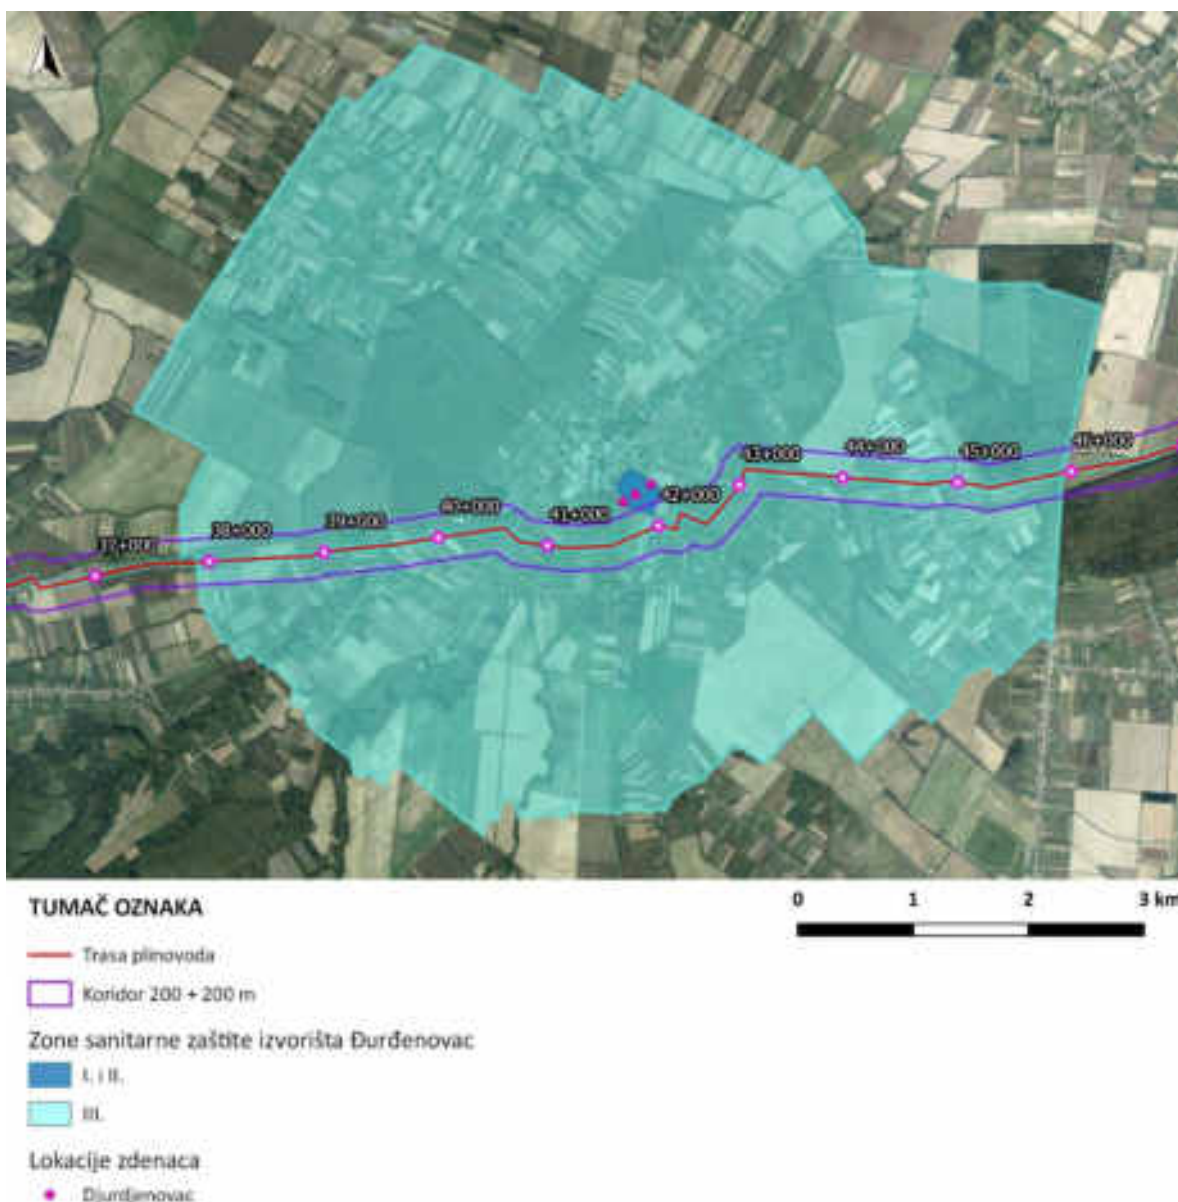 43+000
44+000
45+000
46+000
42+000
40+000
41+000
39+000
38+000
37+000
TUMAČ OZNAKA
0 1 2 3 km
Trasa plinovoda
Koridor 200 + 200 m
Zone sanitarne zaštite izvorišta Đurđenovac
I. i II.
III.
Lokacije zdenaca
Djurdjenovac